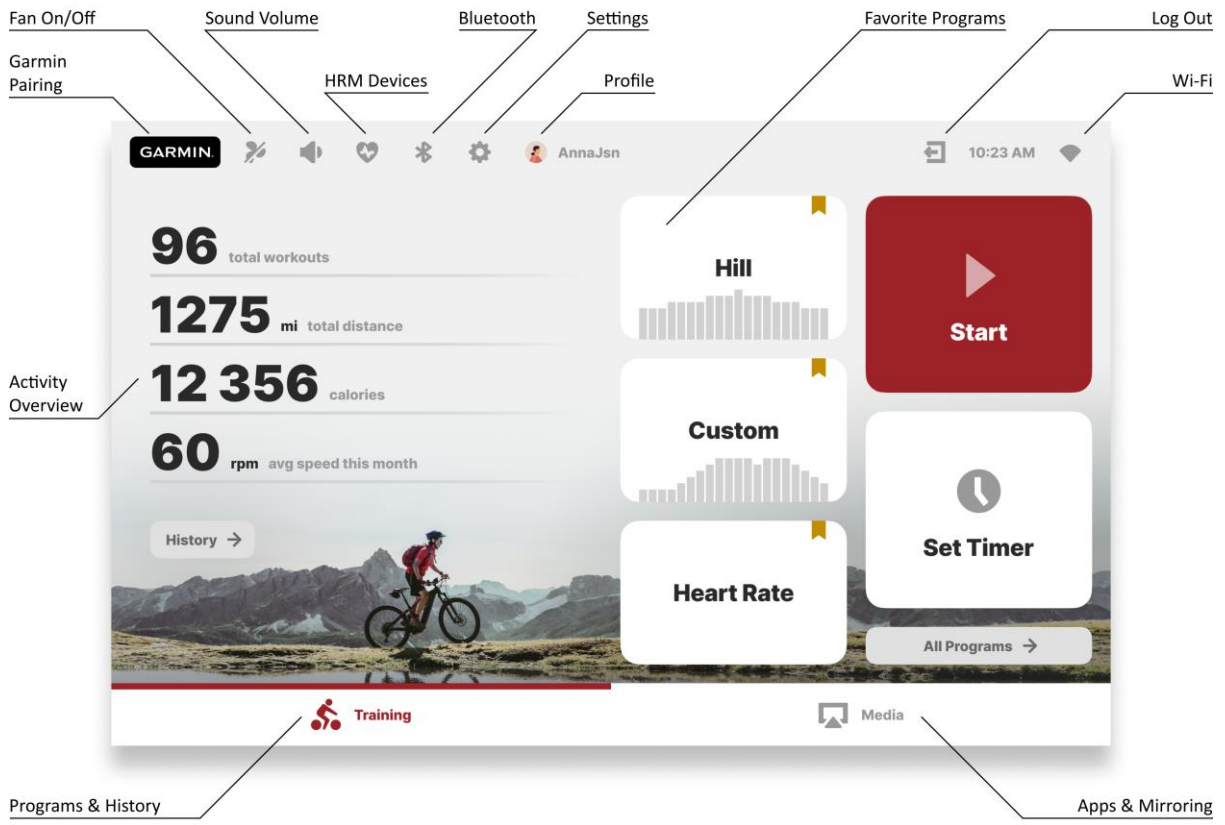 Fan On/Off
Sound Volume
Bluetooth
Settings
Favorite Programs
Log Out
Garmin
Pairing
HRM Devices
Profile
Wi-Fi
GARMIN.
AnnaJsn
10:23 AM
96 total workouts
1275 mi total distance
12 356 calories
60 rpm avg speed this month
History →
Activity
Overview
Hill
Custom
Heart Rate
Start
Set Timer
All Programs →
Training
Media
Programs & History
Apps & Mirroring